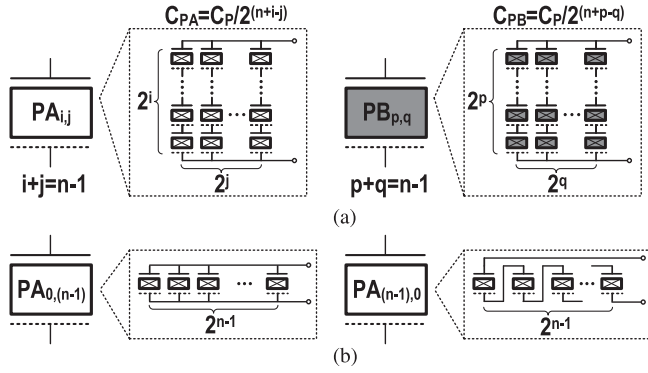 C_PA=C_P/2^(n+i-j)
C_PB=C_P/2^(n+p-q)
PA_i,j
2^i
...
2^j
i+j=n-1
PB_p,q
2^p
...
2^q
p+q=n-1
(a)
PA_0,(n-1)
...
2^n-1
PA_(n-1),0
...
2^n-1
(b)